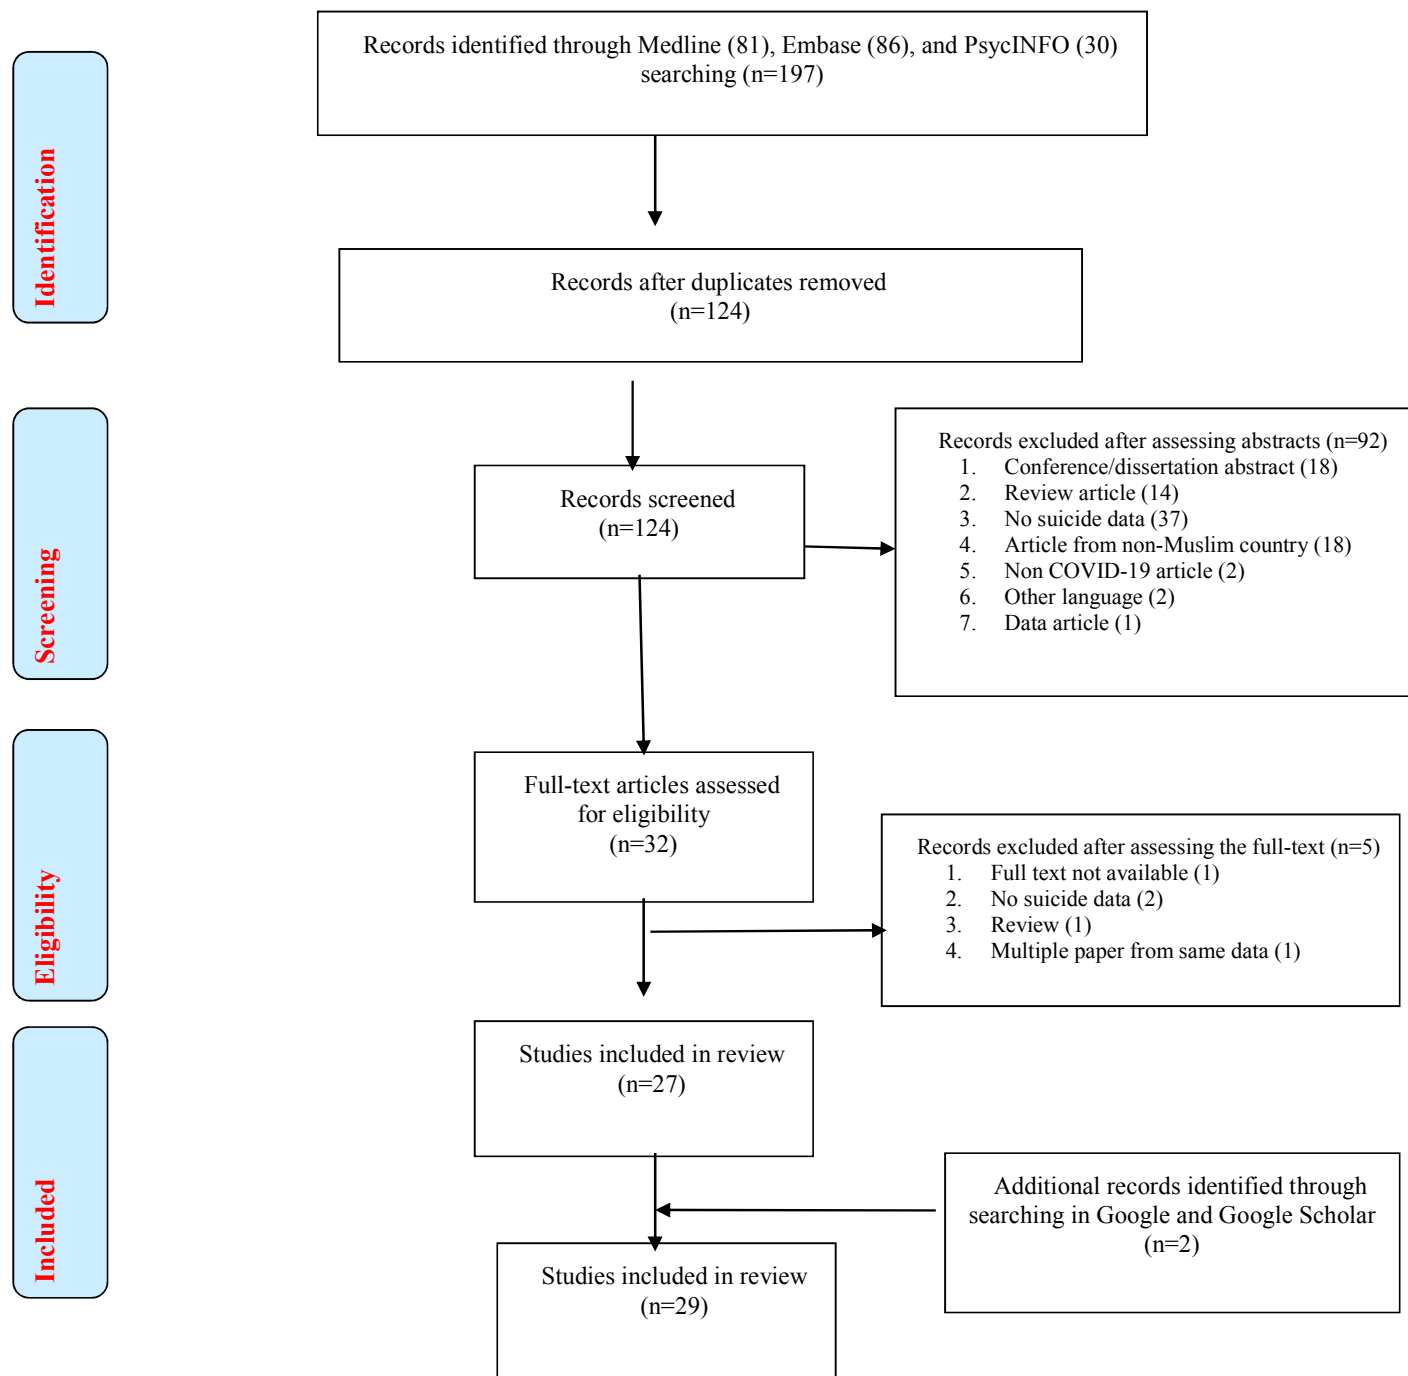 Identification
Records identified through Medline (81), Embase (86), and PsycINFO (30)
searching (n=197)
Records after duplicates removed
(n=124)
Screening
Records screened
(n=124)
Records excluded after assessing abstracts (n=92)
1. Conference/dissertation abstract (18)
2. Review article (14)
3. No suicide data (37)
4. Article from non-Muslim country (18)
5. Non COVID-19 article (2)
6. Other language (2)
7. Data article (1)
Eligibility
Full-text articles assessed
for eligibility
(n=32)
Records excluded after assessing the full-text (n=5)
1. Full text not available (1)
2. No suicide data (2)
3. Review (1)
4. Multiple paper from same data (1)
Included
Studies included in review
(n=27)
Additional records identified through
searching in Google and Google Scholar
(n=2)
Studies included in review
(n=29)